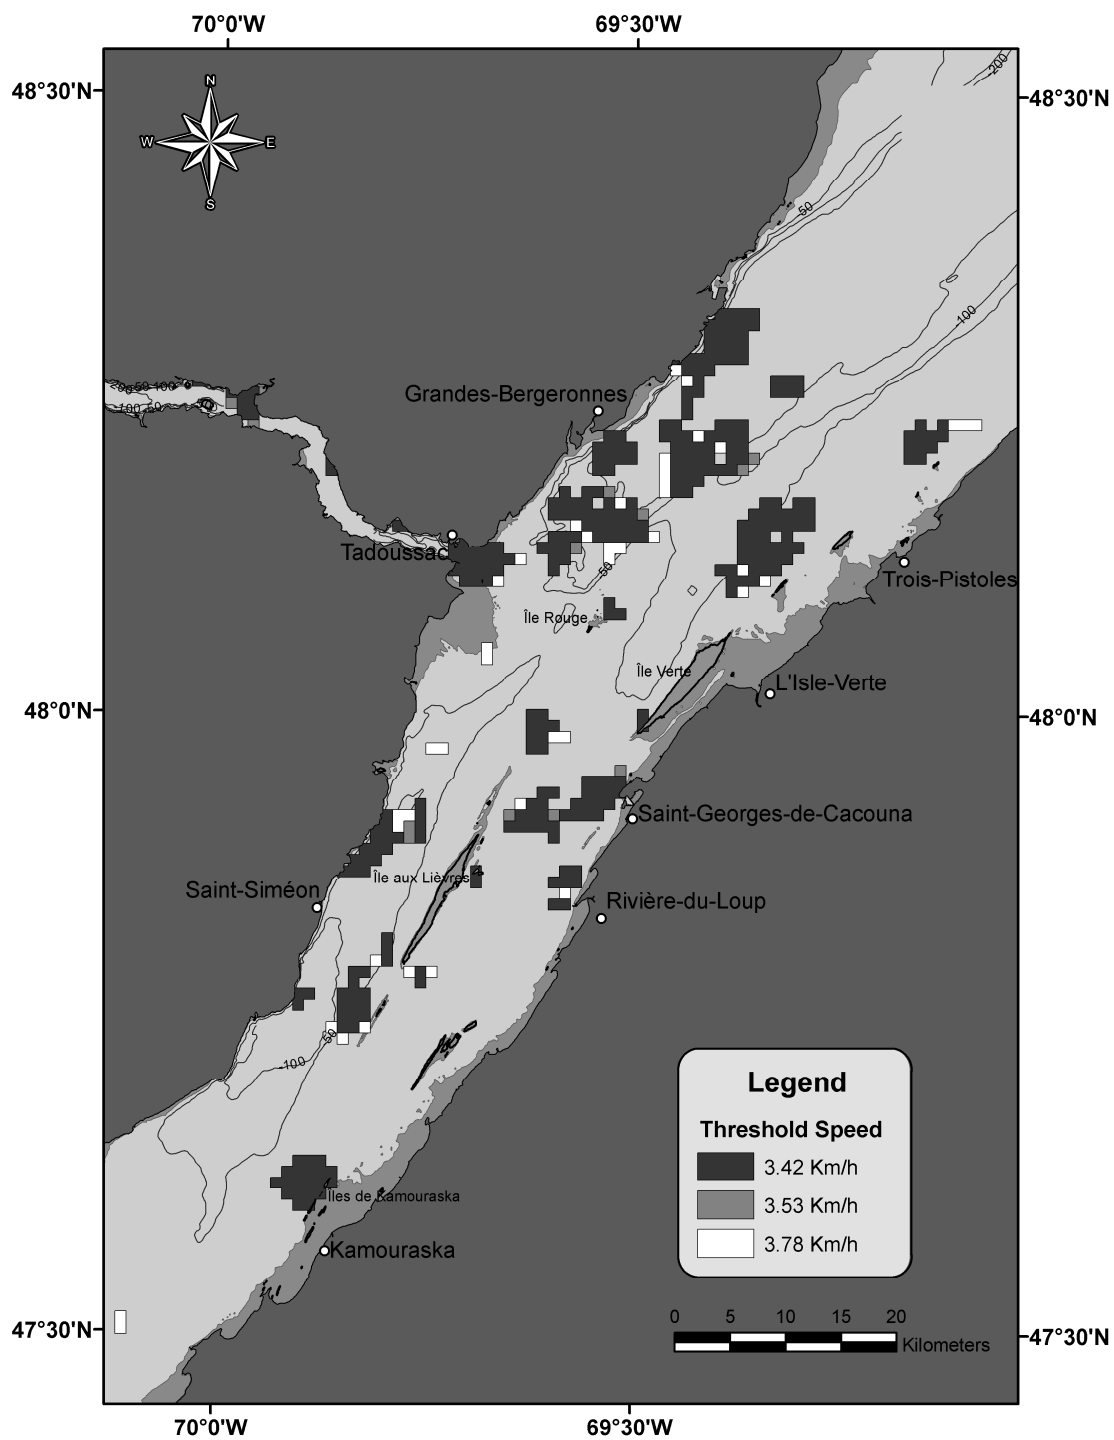 70°0'W
69°30'W
48°30'N
48°30'N
N
W
E
S
-200
-50
-100
Grandes-Bergeronnes
Tadoussac
-50
Trois-Pistoles
Île Rouge
Île Verte
L'Isle-Verte
48°0'N
48°0'N
Saint-Georges-de-Cacouna
Île aux Lièvres
Saint-Siméon
Rivière-du-Loup
-50
-100
Îles de Kamouraska
Kamouraska
Legend
Threshold Speed
3.42 Km/h
3.53 Km/h
3.78 Km/h
0 5 10 15 20
Kilometers
47°30'N
47°30'N
70°0'W
69°30'W